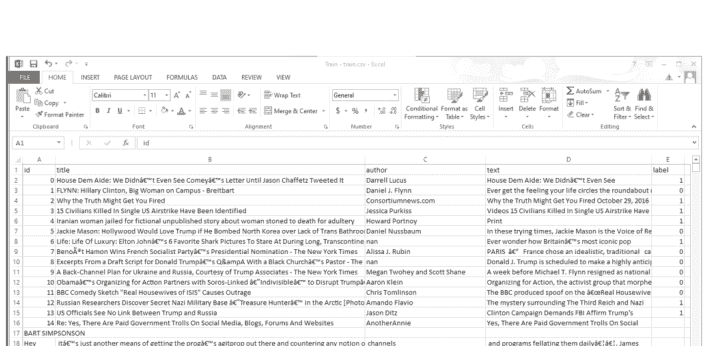 Train - train.csv - Excel
FILE HOME INSERT PAGE LAYOUT FORMULAS DATA REVIEW VIEW
Cut
Copy
Format Painter
Paste
Clipboard
Calibri 11
B I U
Font
Wrap Text
Merge & Center
Alignment
General
$ % ,
Number
Conditional Formatting
Format as Table
Cell Styles
Styles
Insert Delete Format
Cells
AutoSum
Fill
Clear
Sort & Filter
Find & Select
Editing
A1 fx id
A B C D E
1 id title author text label
2 0 House Dem Aide: We Didnâ€™t Even See Comeyâ€™s Letter Until Jason Chaffetz Tweeted It Darrell Lucus House Dem Aide: We Didnâ€™t Even See 1
3 1 FLYNN: Hillary Clinton, Big Woman on Campus - Breitbart Daniel J. Flynn Ever get the feeling your life circles the roundabout 0
4 2 Why the Truth Might Get You Fired Consortiumnews.com Why the Truth Might Get You Fired October 29, 2016 1
5 3 15 Civilians Killed In Single US Airstrike Have Been Identified Jessica Purkiss Videos 15 Civilians Killed In Single US Airstrike Have 1
6 4 Iranian woman jailed for fictional unpublished story about woman stoned to death for adultery Howard Portnoy Print 1
7 5 Jackie Mason: Hollywood Would Love Trump if He Bombed North Korea over Lack of Trans Bathroo Daniel Nussbaum In these trying times, Jackie Mason is the Voice of Re 0
8 6 Life: Life Of Luxury: Elton Johnâ€™s 6 Favorite Shark Pictures To Stare At During Long, Transcontine nan Ever wonder how Britainâ€™s most iconic pop 1
9 7 BenoÃ®t Hamon Wins French Socialist Partyâ€™s Presidential Nomination - The New York Times Alissa J. Rubin PARIS â€” France chose an idealistic, traditional ca 0
10 8 Excerpts From a Draft Script for Donald Trumpâ€™s Q&ampA With a Black Churchâ€™s Pastor - The nan Donald J. Trump is scheduled to make a highly antici 0
11 9 A Back-Channel Plan for Ukraine and Russia, Courtesy of Trump Associates - The New York Times Megan Twohey and Scott Shane A week before Michael T. Flynn resigned as national 0
12 10 Obamaâ€™s Organizing for Action Partners with Soros-Linked â€˜Indivisibleâ€™ to Disrupt Trumpâ Aaron Klein Organizing for Action, the activist group that morphe 0
13 11 BBC Comedy Sketch "Real Housewives of ISIS" Causes Outrage Chris Tomlinson The BBC produced spoof on the â€œReal Housewive 0
14 12 Russian Researchers Discover Secret Nazi Military Base â€˜Treasure Hunterâ€™ in the Arctic [Photo Amando Flavio The mystery surrounding The Third Reich and Nazi 1
15 13 US Officials See No Link Between Trump and Russia Jason Ditz Clinton Campaign Demands FBI Affirm Trump's 1
16 14 Re: Yes, There Are Paid Government Trolls On Social Media, Blogs, Forums And Websites AnotherAnnie Yes, There Are Paid Government Trolls On Social
17 BART SIMPSONSON 0
18 Hey itâ€™s just another means of getting the progâ€™s agitprop out there and countering any notion o channels and programs fellating them dailyâ€¦â€¦. James